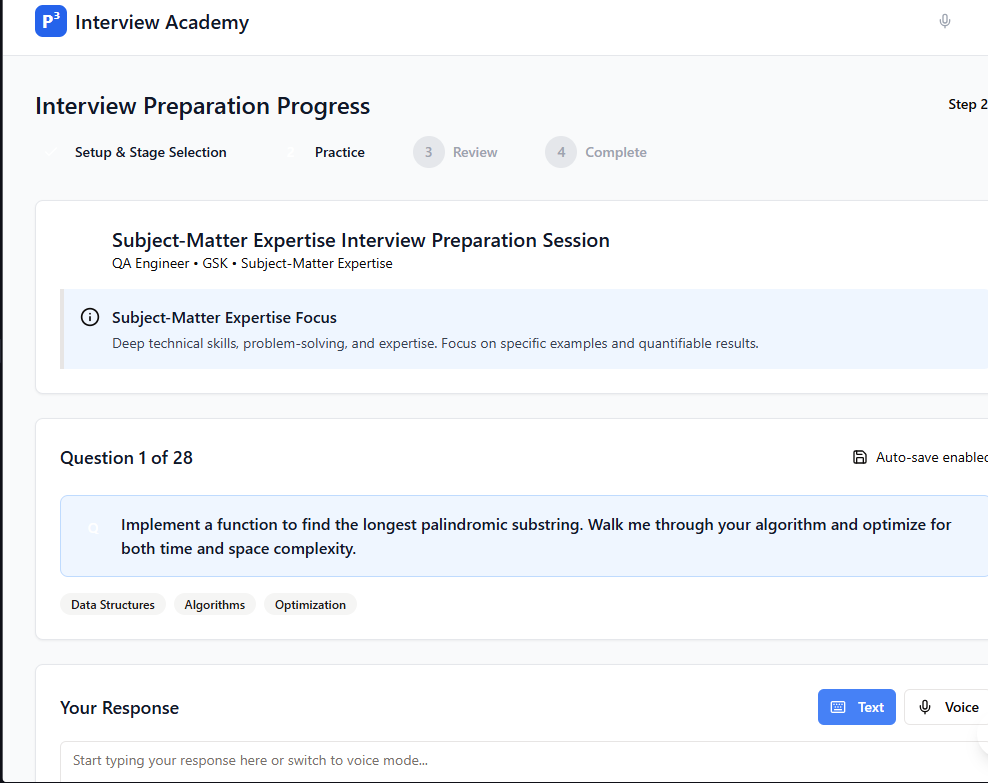 P³ Interview Academy
Interview Preparation Progress
Step 2
Setup & Stage Selection
2 Practice
3 Review
4 Complete
Subject-Matter Expertise Interview Preparation Session
QA Engineer • GSK • Subject-Matter Expertise
Subject-Matter Expertise Focus
Deep technical skills, problem-solving, and expertise. Focus on specific examples and quantifiable results.
Question 1 of 28
Auto-save enabled
Q
Implement a function to find the longest palindromic substring. Walk me through your algorithm and optimize for
both time and space complexity.
Data Structures
Algorithms
Optimization
Your Response
Text
Voice
Start typing your response here or switch to voice mode...